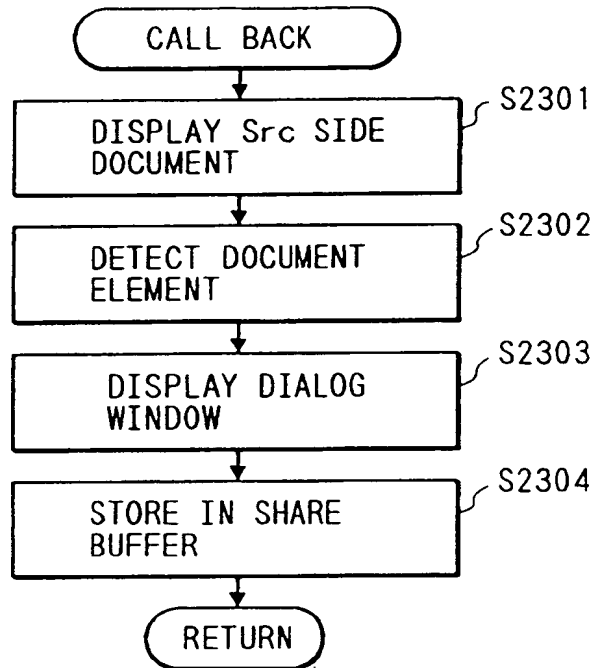 CALL BACK
S2301
DISPLAY Src SIDE
DOCUMENT
S2302
DETECT DOCUMENT
ELEMENT
S2303
DISPLAY DIALOG
WINDOW
S2304
STORE IN SHARE
BUFFER
RETURN